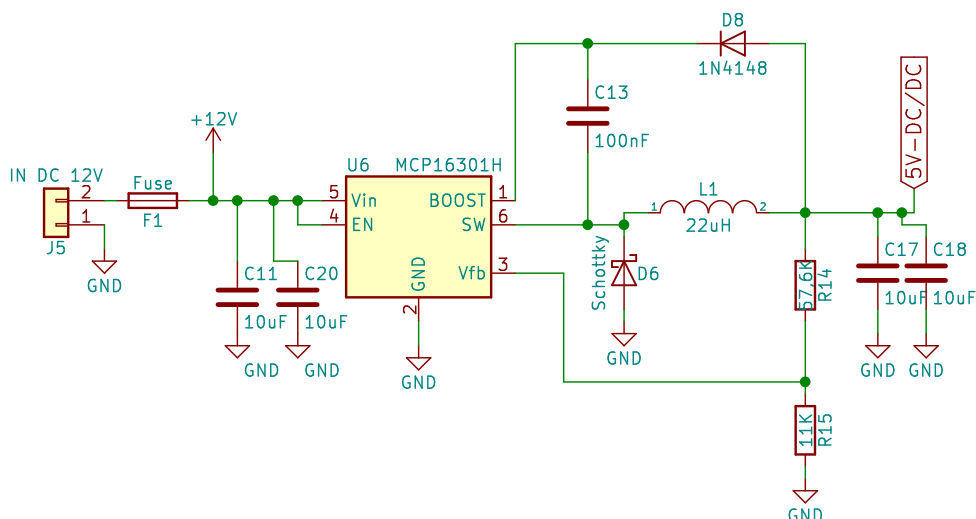 D8
1N4148
C13
100nF
5V-DC/DC
+12V
IN DC 12V
2
1
J5
Fuse
F1
GND
U6
MCP16301H
5
Vin
4
EN
BOOST
1
SW
6
Vfb
3
GND
2
GND
C11
10uF
GND
C20
10uF
GND
L1
1
2
22uH
Schottky
D6
GND
57,6K
R14
11K
R15
GND
C17
10uF
GND
C18
10uF
GND